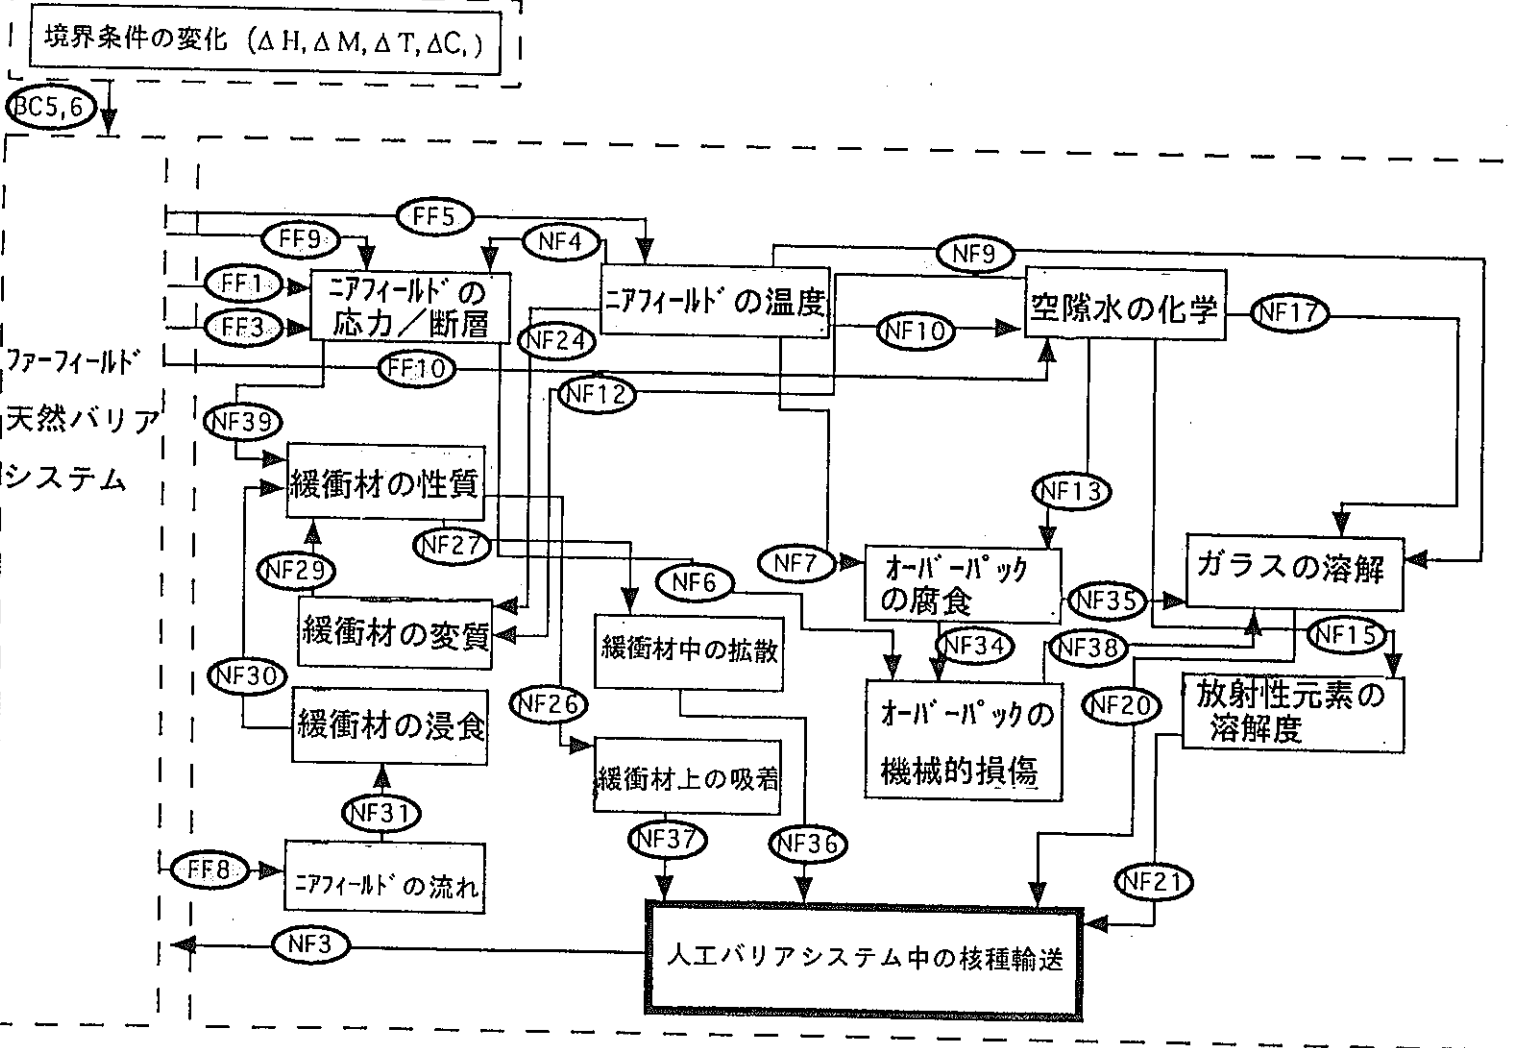 境界条件の変化 (ΔH,ΔM,ΔT,ΔC,)
BC5,6
FF5
FF9
NF4
NF9
FF1
ニアフィールドの
応力／断層
ニアフィールドの温度
空隙水の化学
NF17
FF3
NF24
NF10
ファーフィールド
天然バリア
システム
FF10
NF12
NF39
緩衝材の性質
NF13
NF27
NF29
NF6
NF7
オーバーパック
の腐食
ガラスの溶解
NF35
緩衝材の変質
緩衝材中の拡散
NF34
NF38
NF15
NF30
NF26
NF20
放射性元素の
溶解度
緩衝材の浸食
オーバーパックの
機械的損傷
緩衝材上の吸着
NF31
NF37
NF36
FF8
ニアフィールドの流れ
NF21
NF3
人工バリアシステム中の核種輸送